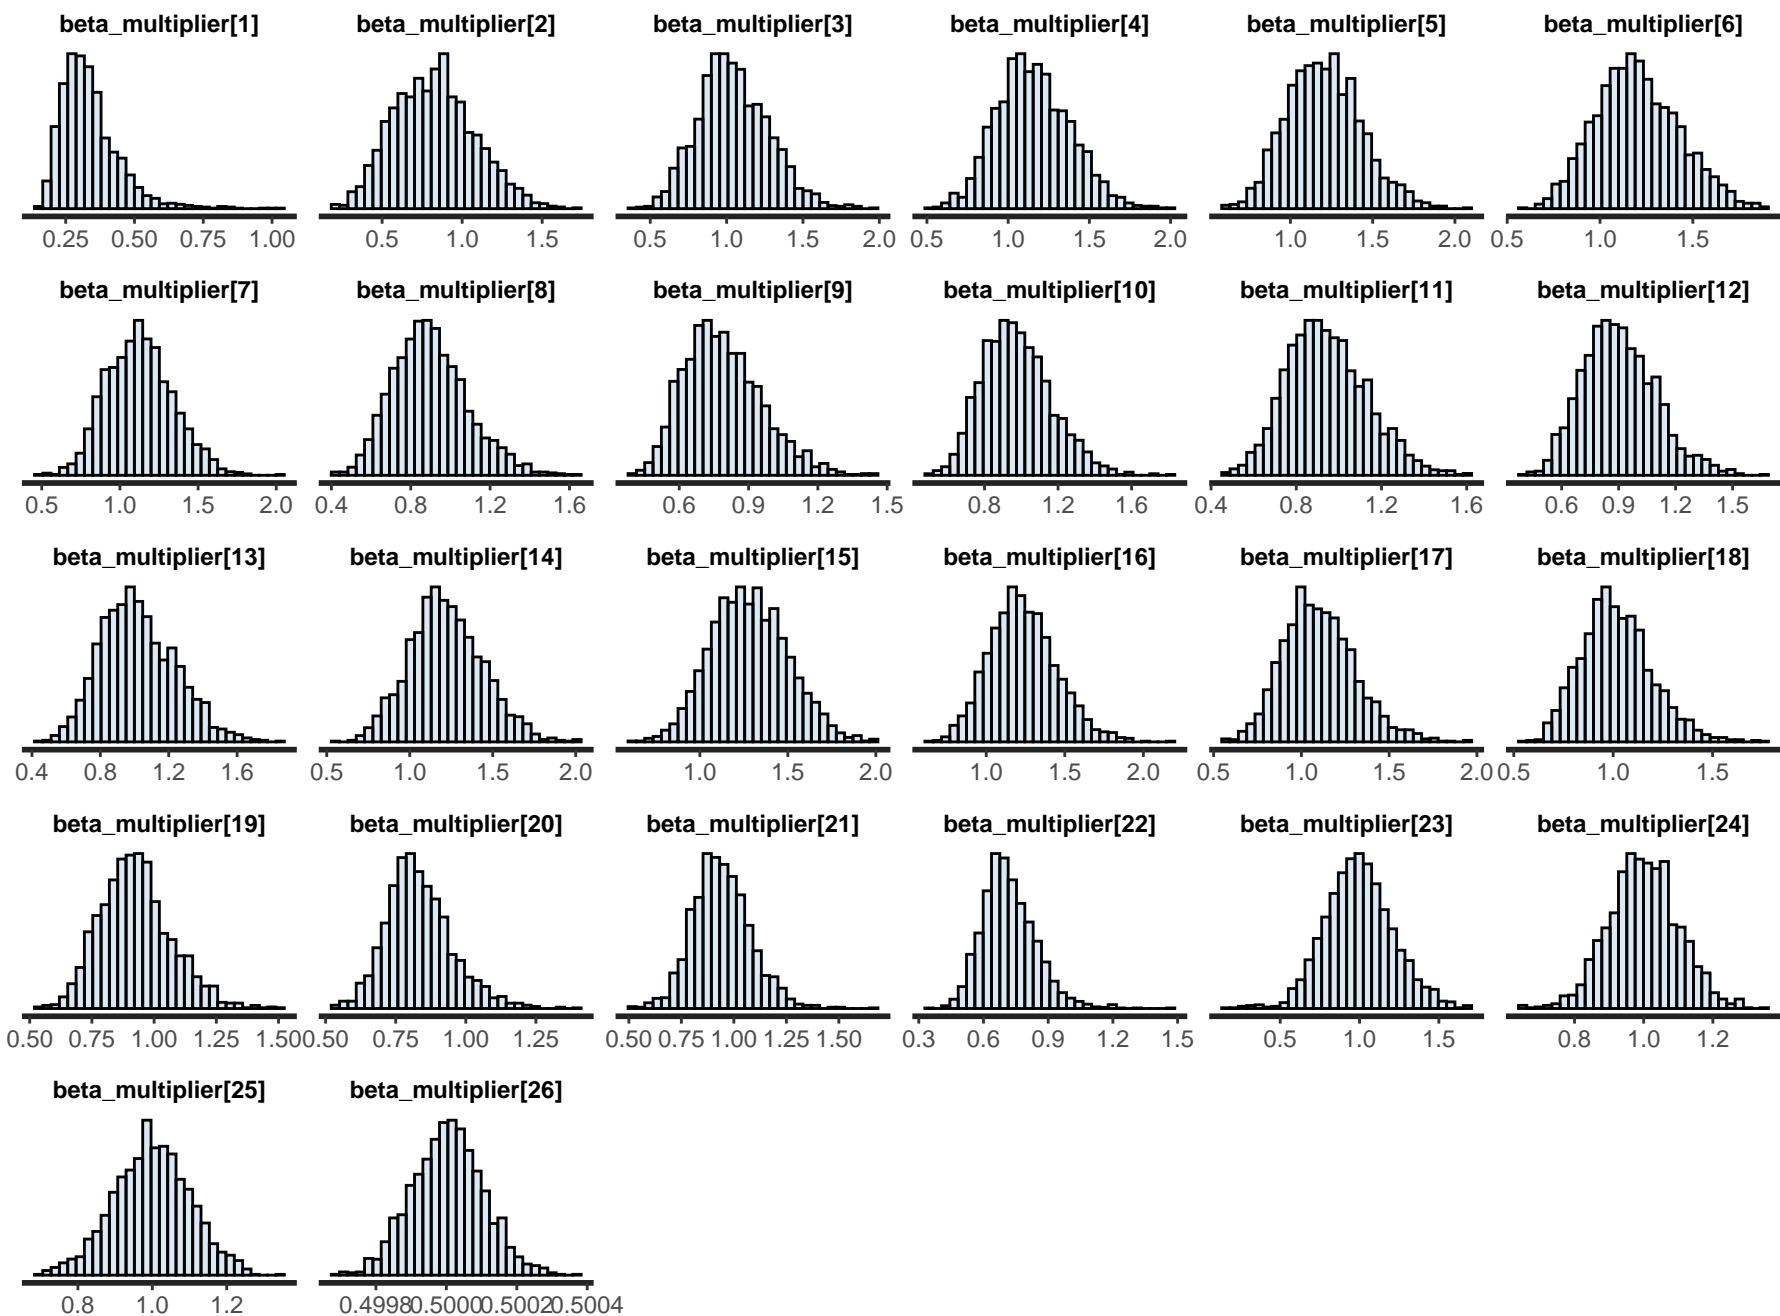 beta_multiplier[1] beta_multiplier[2] beta_multiplier[3] beta_multiplier[4] beta_multiplier[5] beta_multiplier[6]
0.25 0.50 0.75 1.00 0.5 1.0 1.5 0.5 1.0 1.5 2.0 0.5 1.0 1.5 2.0 1.0 1.5 2.0 0.5 1.0 1.5
beta_multiplier[7] beta_multiplier[8] beta_multiplier[9] beta_multiplier[10] beta_multiplier[11] beta_multiplier[12]
0.5 1.0 1.5 2.0 0.4 0.8 1.2 1.6 0.6 0.9 1.2 1.5 0.8 1.2 1.6 0.4 0.8 1.2 1.6 0.6 0.9 1.2 1.5
beta_multiplier[13] beta_multiplier[14] beta_multiplier[15] beta_multiplier[16] beta_multiplier[17] beta_multiplier[18]
0.4 0.8 1.2 1.6 0.5 1.0 1.5 2.0 1.0 1.5 2.0 1.0 1.5 2.0 0.5 1.0 1.5 2.0 0.5 1.0 1.5
beta_multiplier[19] beta_multiplier[20] beta_multiplier[21] beta_multiplier[22] beta_multiplier[23] beta_multiplier[24]
0.50 0.75 1.00 1.25 1.50 0.50 0.75 1.00 1.25 0.50 0.75 1.00 1.25 1.50 0.3 0.6 0.9 1.2 1.5 0.5 1.0 1.5 0.8 1.0 1.2
beta_multiplier[25] beta_multiplier[26]
0.8 1.0 1.2 0.4998 0.5000 0.5002 0.5004